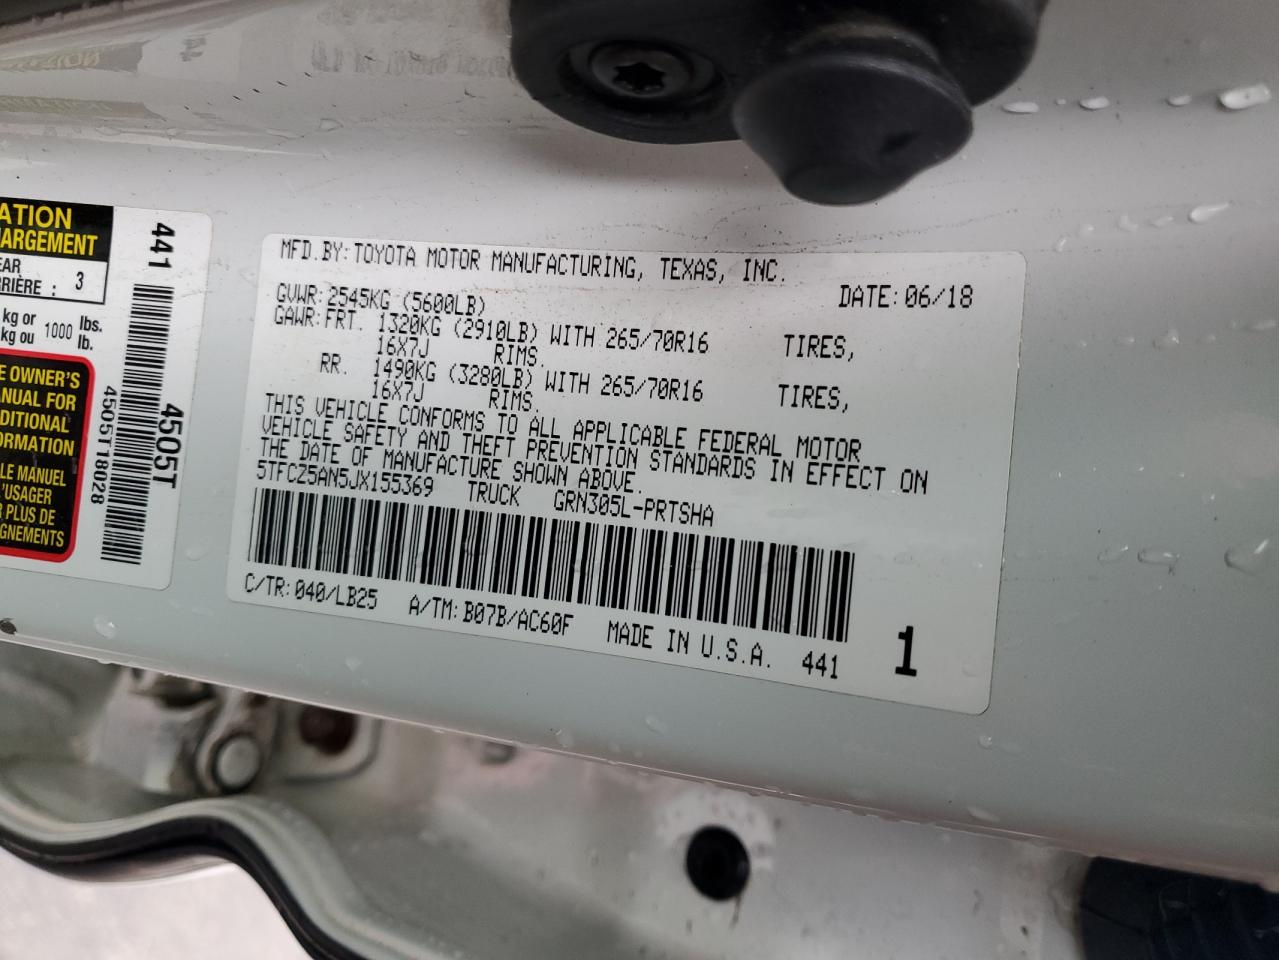 ATION
HARGEMENT
EAR
RRIÈRE : 3
kg or
kg ou 1000 lbs.
lb.
E OWNER'S
ANUAL FOR
DDITIONAL
ORMATION
LE MANUEL
L'USAGER
R PLUS DE
GNEMENTS
441
4505T
4505T18028
MFD.BY:TOYOTA MOTOR MANUFACTURING, TEXAS, INC.
DATE:06/18
GVWR:2545KG (5600LB)
GAWR:FRT. 1320KG (2910LB) WITH 265/70R16 TIRES,
16X7J RIMS.
RR. 1490KG (3280LB) WITH 265/70R16 TIRES,
16X7J RIMS.
THIS VEHICLE CONFORMS TO ALL APPLICABLE FEDERAL MOTOR
VEHICLE SAFETY AND THEFT PREVENTION STANDARDS IN EFFECT ON
THE DATE OF MANUFACTURE SHOWN ABOVE.
5TFCZ5AN5JX155369 TRUCK GRN305L-PRTSHA
C/TR:040/LB25 A/TM:B07B/AC60F MADE IN U.S.A. 441 1